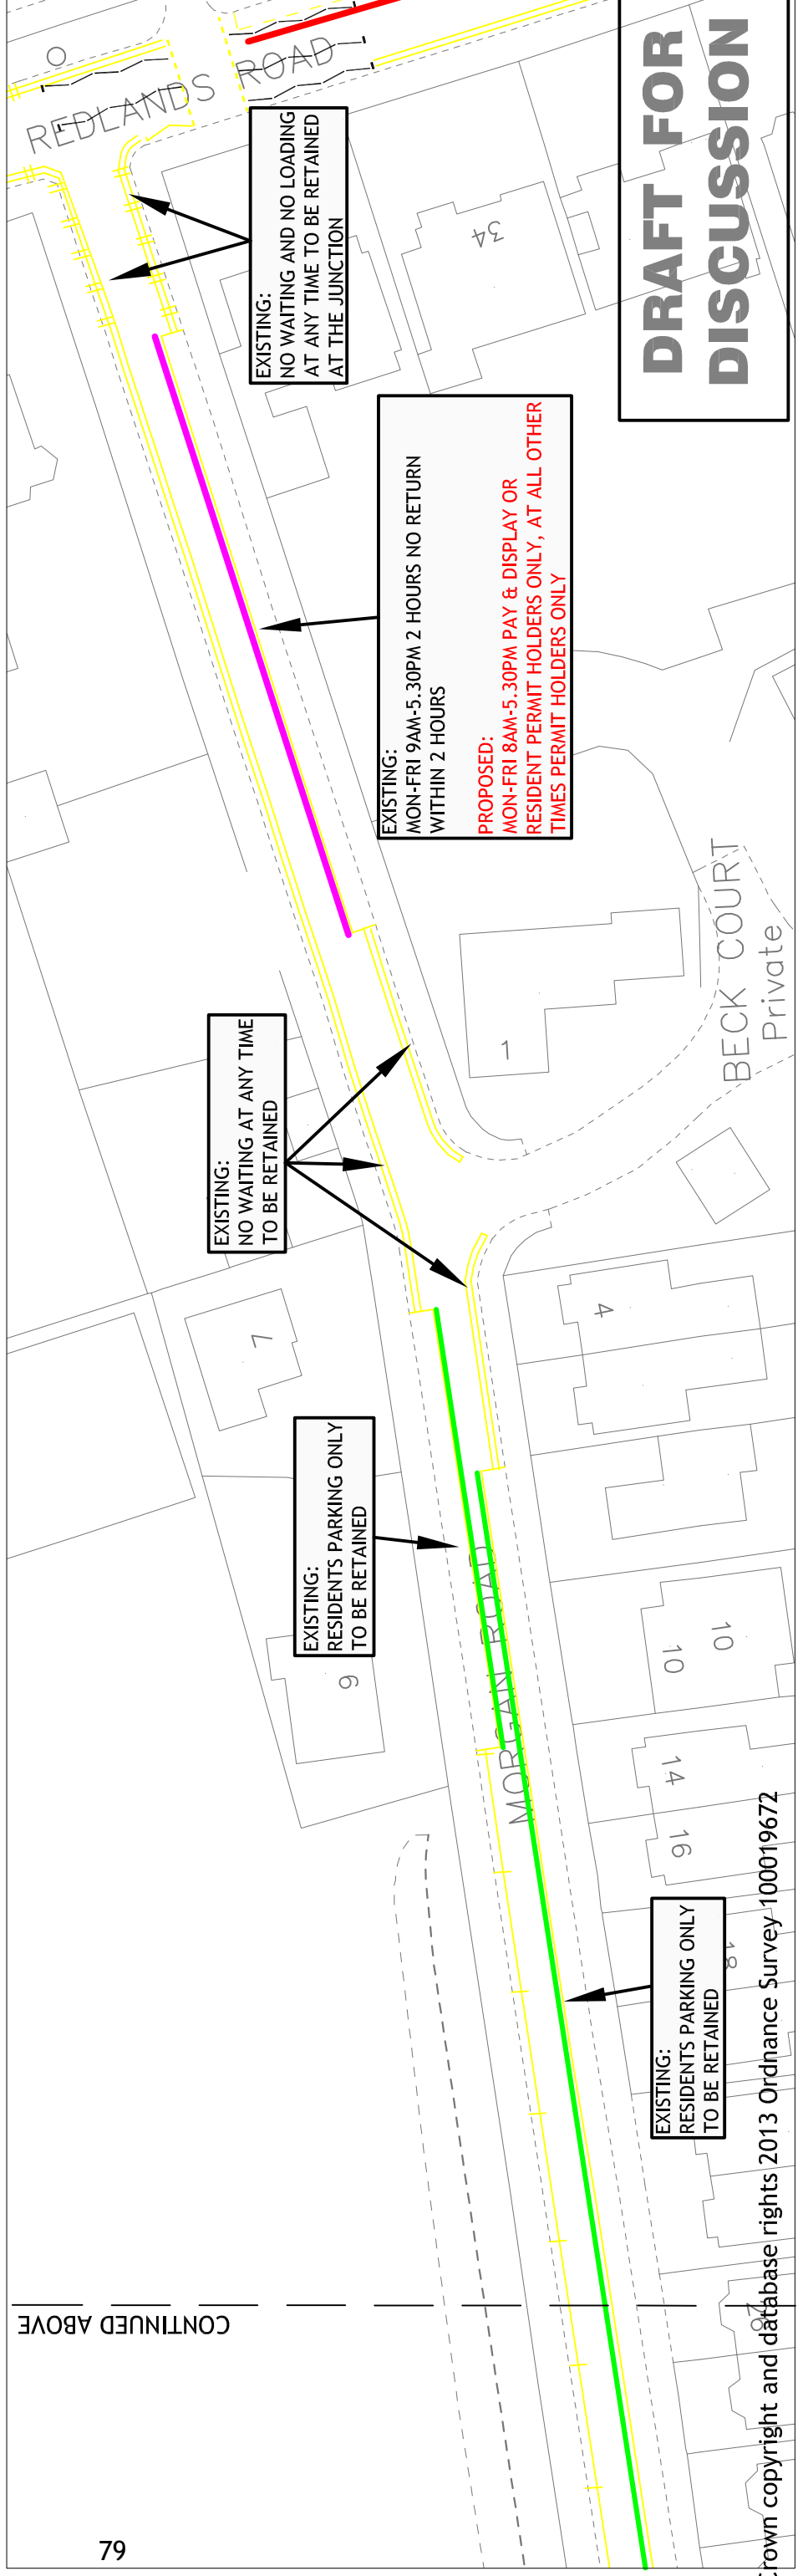 REDLANDS ROAD
EXISTING:
NO WAITING AND NO LOADING
AT ANY TIME TO BE RETAINED
AT THE JUNCTION
34
DRAFT FOR
DISCUSSION
EXISTING:
MON-FRI 9AM-5.30PM 2 HOURS NO RETURN
WITHIN 2 HOURS
PROPOSED:
MON-FRI 8AM-5.30PM PAY & DISPLAY OR
RESIDENT PERMIT HOLDERS ONLY, AT ALL OTHER
TIMES PERMIT HOLDERS ONLY
BECK COURT
Private
1
EXISTING:
NO WAITING AT ANY TIME
TO BE RETAINED
7
4
EXISTING:
RESIDENTS PARKING ONLY
TO BE RETAINED
MORGAN ROAD
6
10
10
14
16
18
EXISTING:
RESIDENTS PARKING ONLY
TO BE RETAINED
26
CONTINUED ABOVE
Crown copyright and database rights 2013 Ordnance Survey 100019672
79